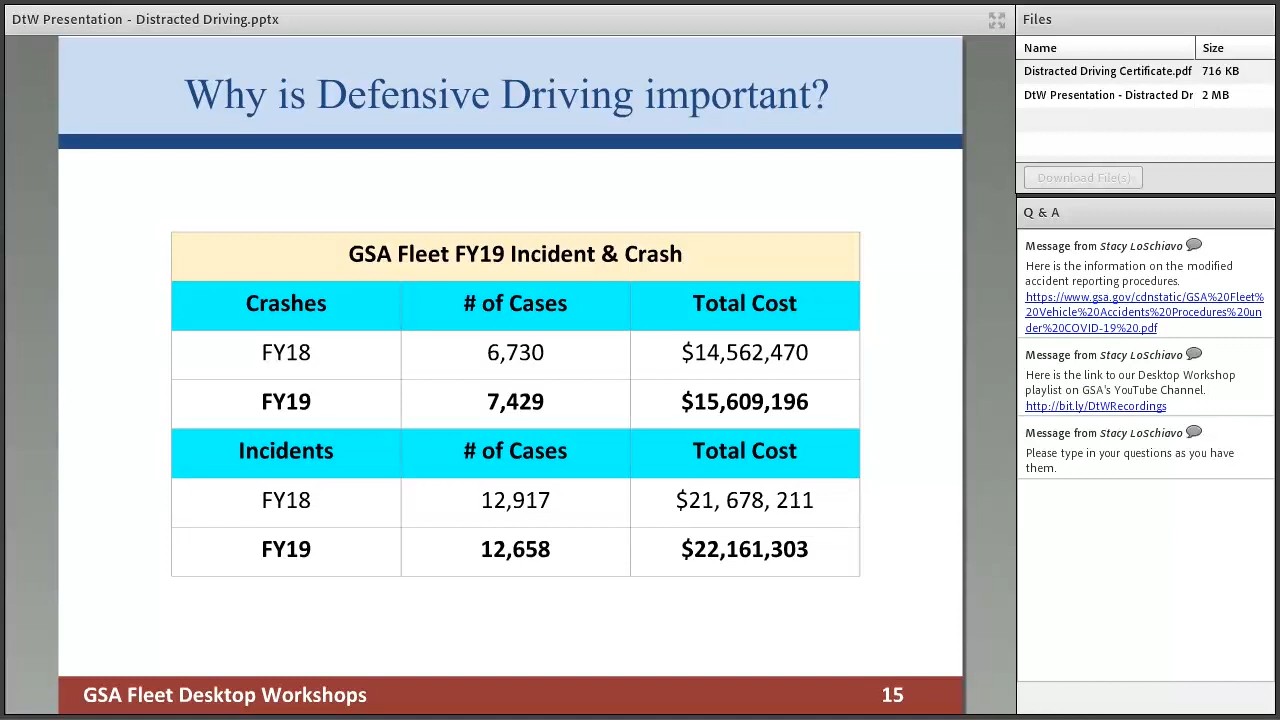 DtW Presentation - Distracted Driving.pptx
Why is Defensive Driving important?
GSA Fleet FY19 Incident & Crash
Crashes # of Cases Total Cost
FY18 6,730 $14,562,470
FY19 7,429 $15,609,196
Incidents # of Cases Total Cost
FY18 12,917 $21, 678, 211
FY19 12,658 $22,161,303
GSA Fleet Desktop Workshops 15
Files
Name Size
Distracted Driving Certificate.pdf 716 KB
DtW Presentation - Distracted Dr 2 MB
Download File(s)
Q & A
Message from Stacy LoSchiavo
Here is the information on the modified
accident reporting procedures.
https://www.gsa.gov/cdnstatic/GSA%20Fleet%
20Vehicle%20Accidents%20Procedures%20un
der%20COVID-19%20.pdf
Message from Stacy LoSchiavo
Here is the link to our Desktop Workshop
playlist on GSA's YouTube Channel.
http://bit.ly/DtWRecordings
Message from Stacy LoSchiavo
Please type in your questions as you have
them.